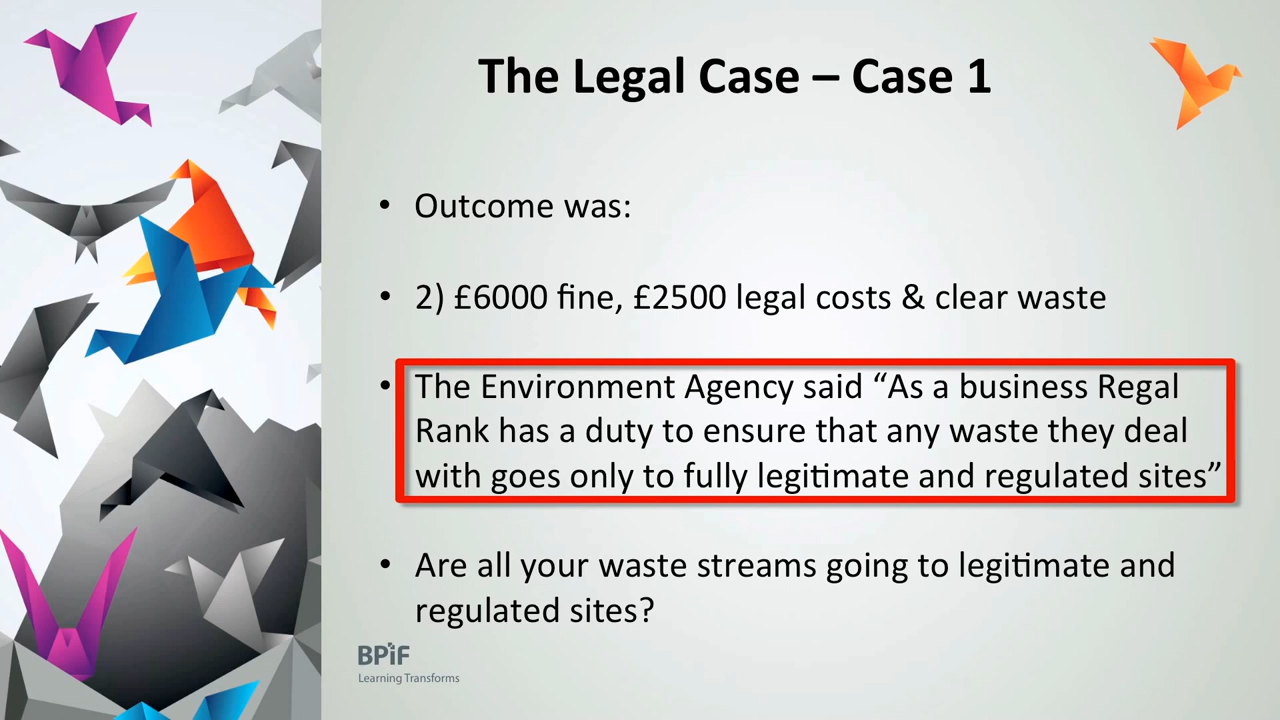 The Legal Case – Case 1
• Outcome was:
• 2) £6000 fine, £2500 legal costs & clear waste
• The Environment Agency said “As a business Regal
Rank has a duty to ensure that any waste they deal
with goes only to fully legitimate and regulated sites”
• Are all your waste streams going to legitimate and
regulated sites?
BPiF
Learning Transforms